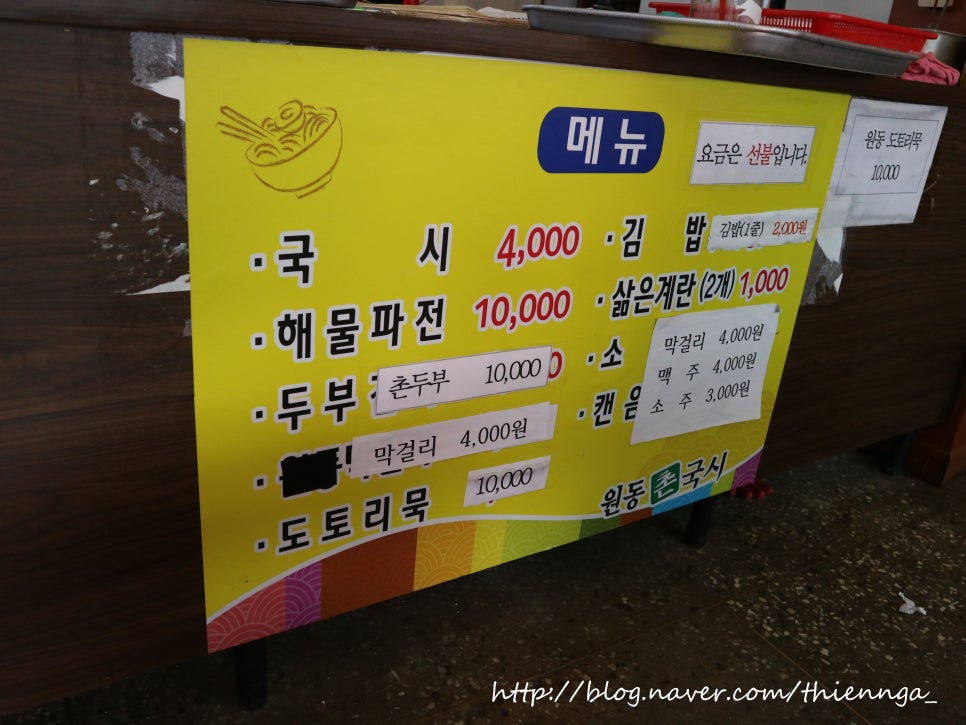 메뉴
요금은 선불입니다.
원동 도토리묵
10,000
· 국 시 4,000
· 해물파전 10,000
· 두부
촌두부 10,000
막걸리 4,000원
· 도토리묵 10,000
· 김 밥 김밥(1줄) 2,000원
· 삶은계란 (2개) 1,000
· 소
· 캔음
막걸리 4,000원
맥 주 4,000원
소 주 3,000원
원동 촌 국시
http://blog.naver.com/thiennga_